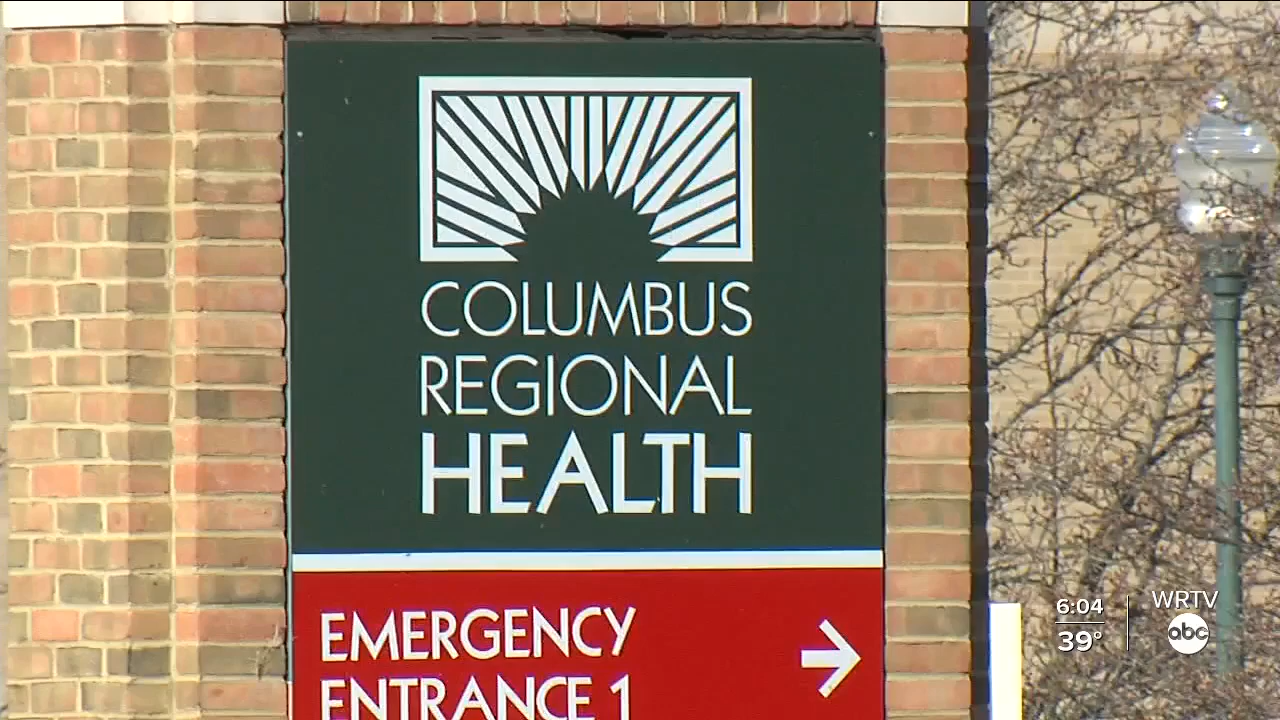 COLUMBUS
REGIONAL
HEALTH
EMERGENCY
ENTRANCE 1
6:04
39°
WRTV
abc